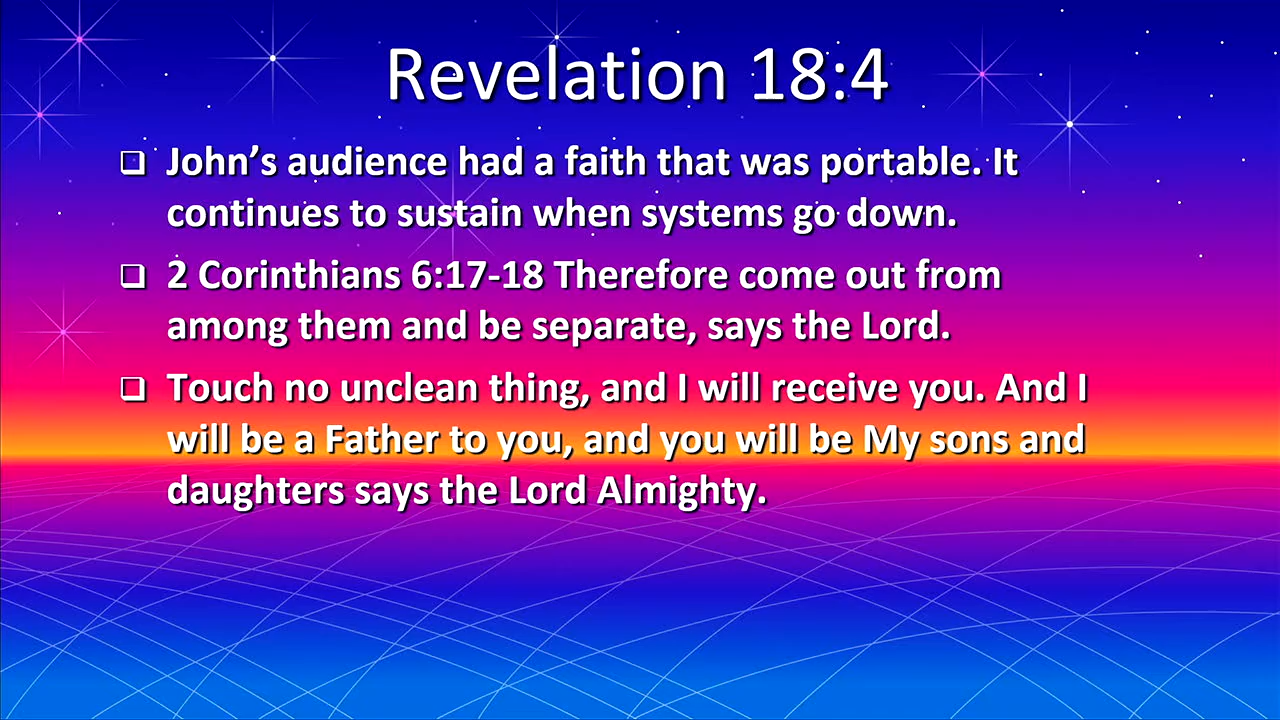 Revelation 18:4
John’s audience had a faith that was portable. It
continues to sustain when systems go down.
2 Corinthians 6:17-18 Therefore come out from
among them and be separate, says the Lord.
Touch no unclean thing, and I will receive you. And I
will be a Father to you, and you will be My sons and
daughters says the Lord Almighty.